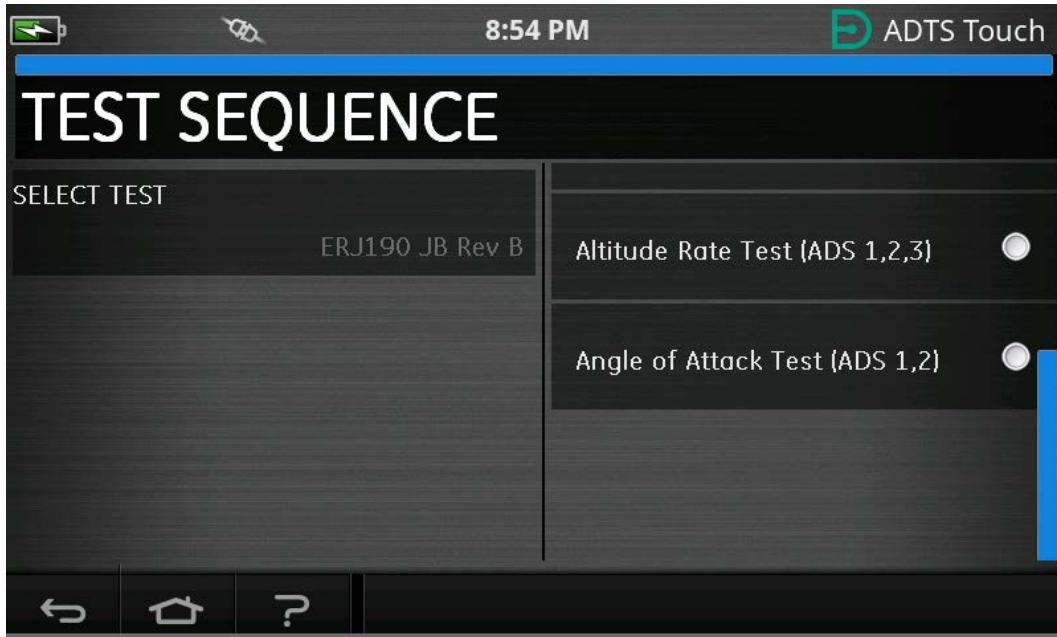 8:54 PM
ADTS Touch
TEST SEQUENCE
SELECT TEST
ERJ190 JB Rev B
Altitude Rate Test (ADS 1,2,3)
Angle of Attack Test (ADS 1,2)
?